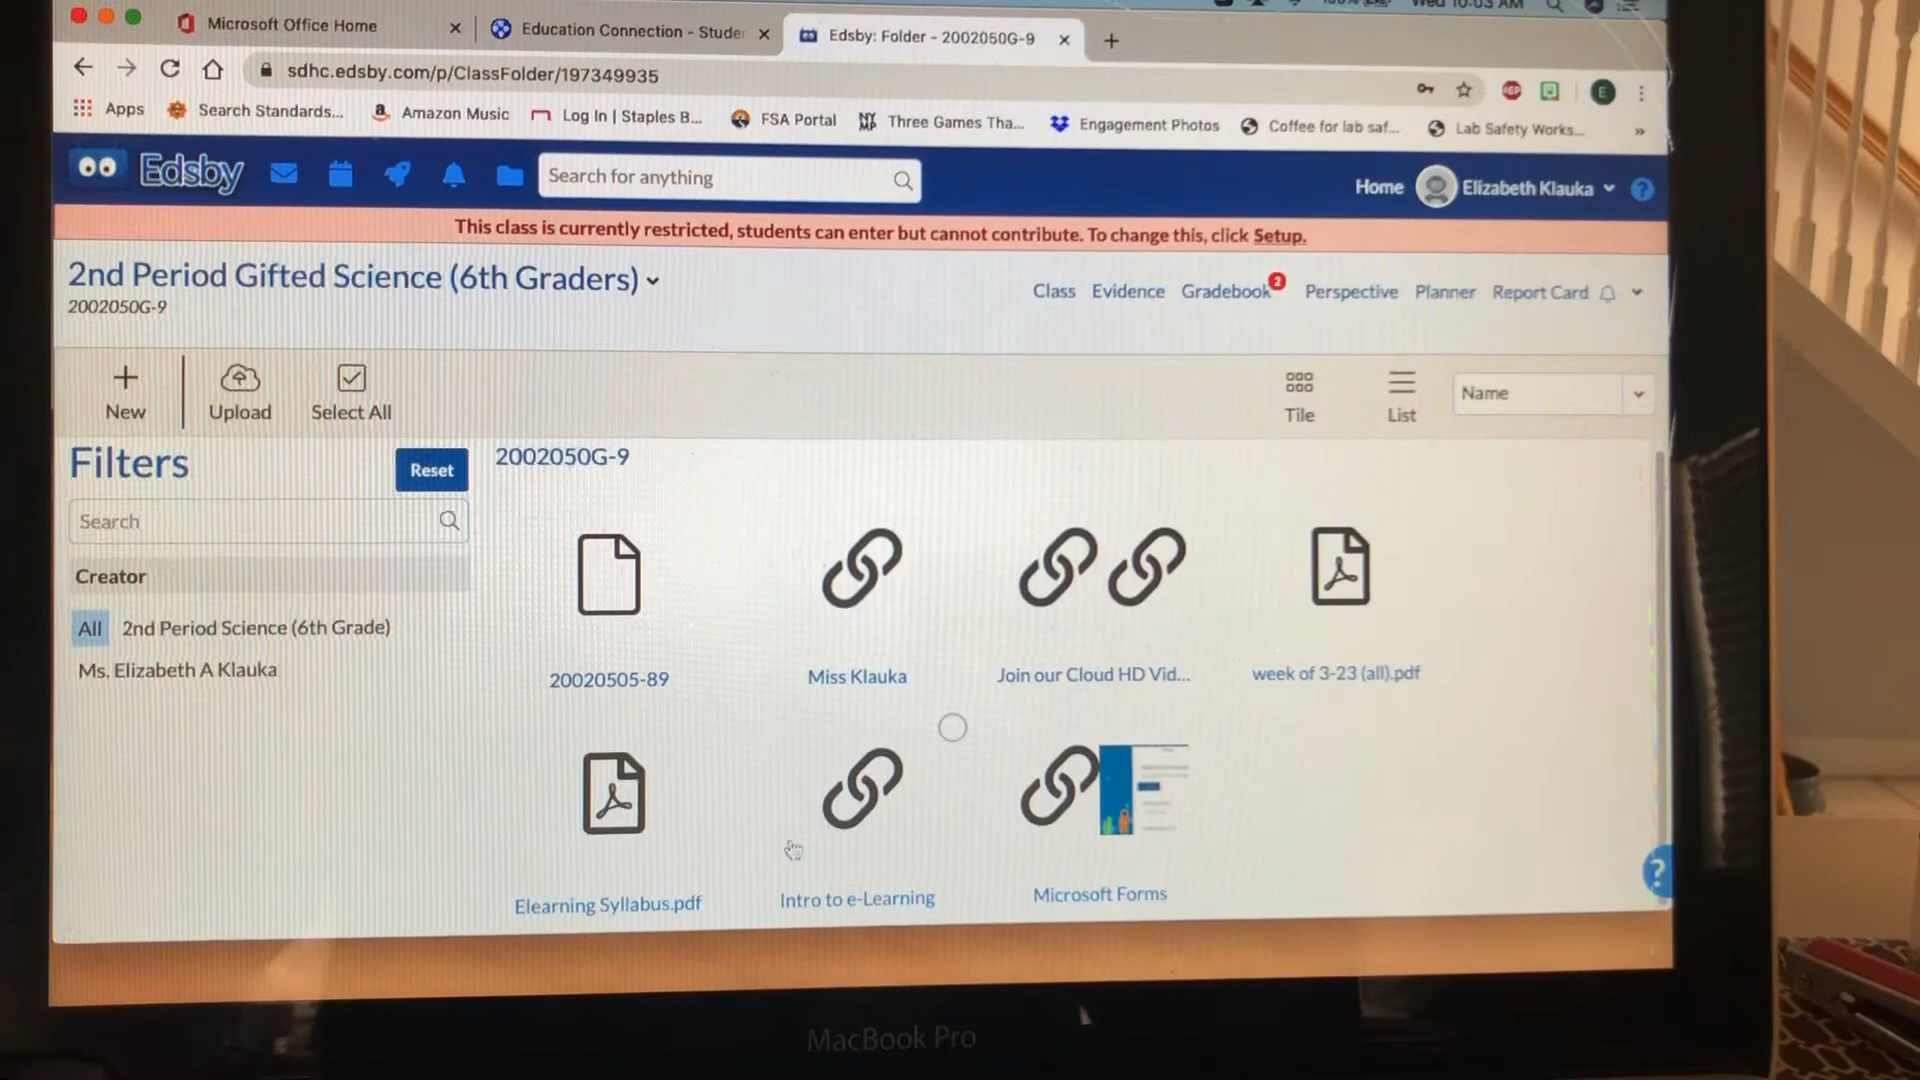 Wed 10:03 AM
Microsoft Office Home
Education Connection - Studen
Edsby: Folder - 2002050G-9
sdhc.edsby.com/p/ClassFolder/197349935
ABP
E
Apps
Search Standards...
Amazon Music
Log In | Staples B...
FSA Portal
Three Games Tha...
Engagement Photos
Coffee for lab saf...
Lab Safety Works...
Edsby
Search for anything
Home
Elizabeth Klauka
This class is currently restricted, students can enter but cannot contribute. To change this, click Setup.
2nd Period Gifted Science (6th Graders)
2002050G-9
Class
Evidence
Gradebook
2
Perspective
Planner
Report Card
New
Upload
Select All
Tile
List
Name
Filters
Reset
2002050G-9
Search
Creator
All
2nd Period Science (6th Grade)
Ms. Elizabeth A Klauka
20020505-89
Miss Klauka
Join our Cloud HD Vid...
week of 3-23 (all).pdf
Elearning Syllabus.pdf
Intro to e-Learning
Microsoft Forms
?
MacBook Pro